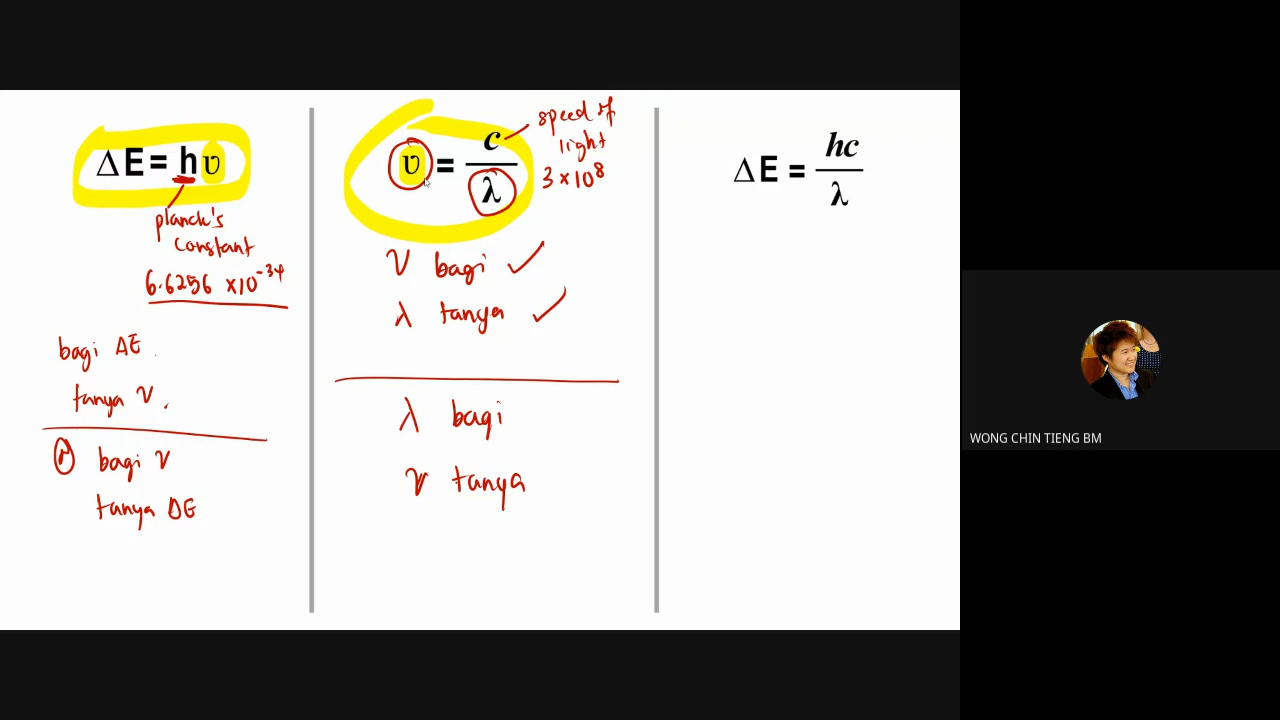 ΔE = hυ
planck's
constant
6.6256 ×10⁻³⁴
bagi ΔE.
tanya ν.
bagi ν
tanya ΔE
υ = c/λ
speed of
light
3×10⁸
ν bagi ✓
λ tanya ✓
λ bagi
ν tanya
ΔE = hc/λ
WONG CHIN TIENG BM